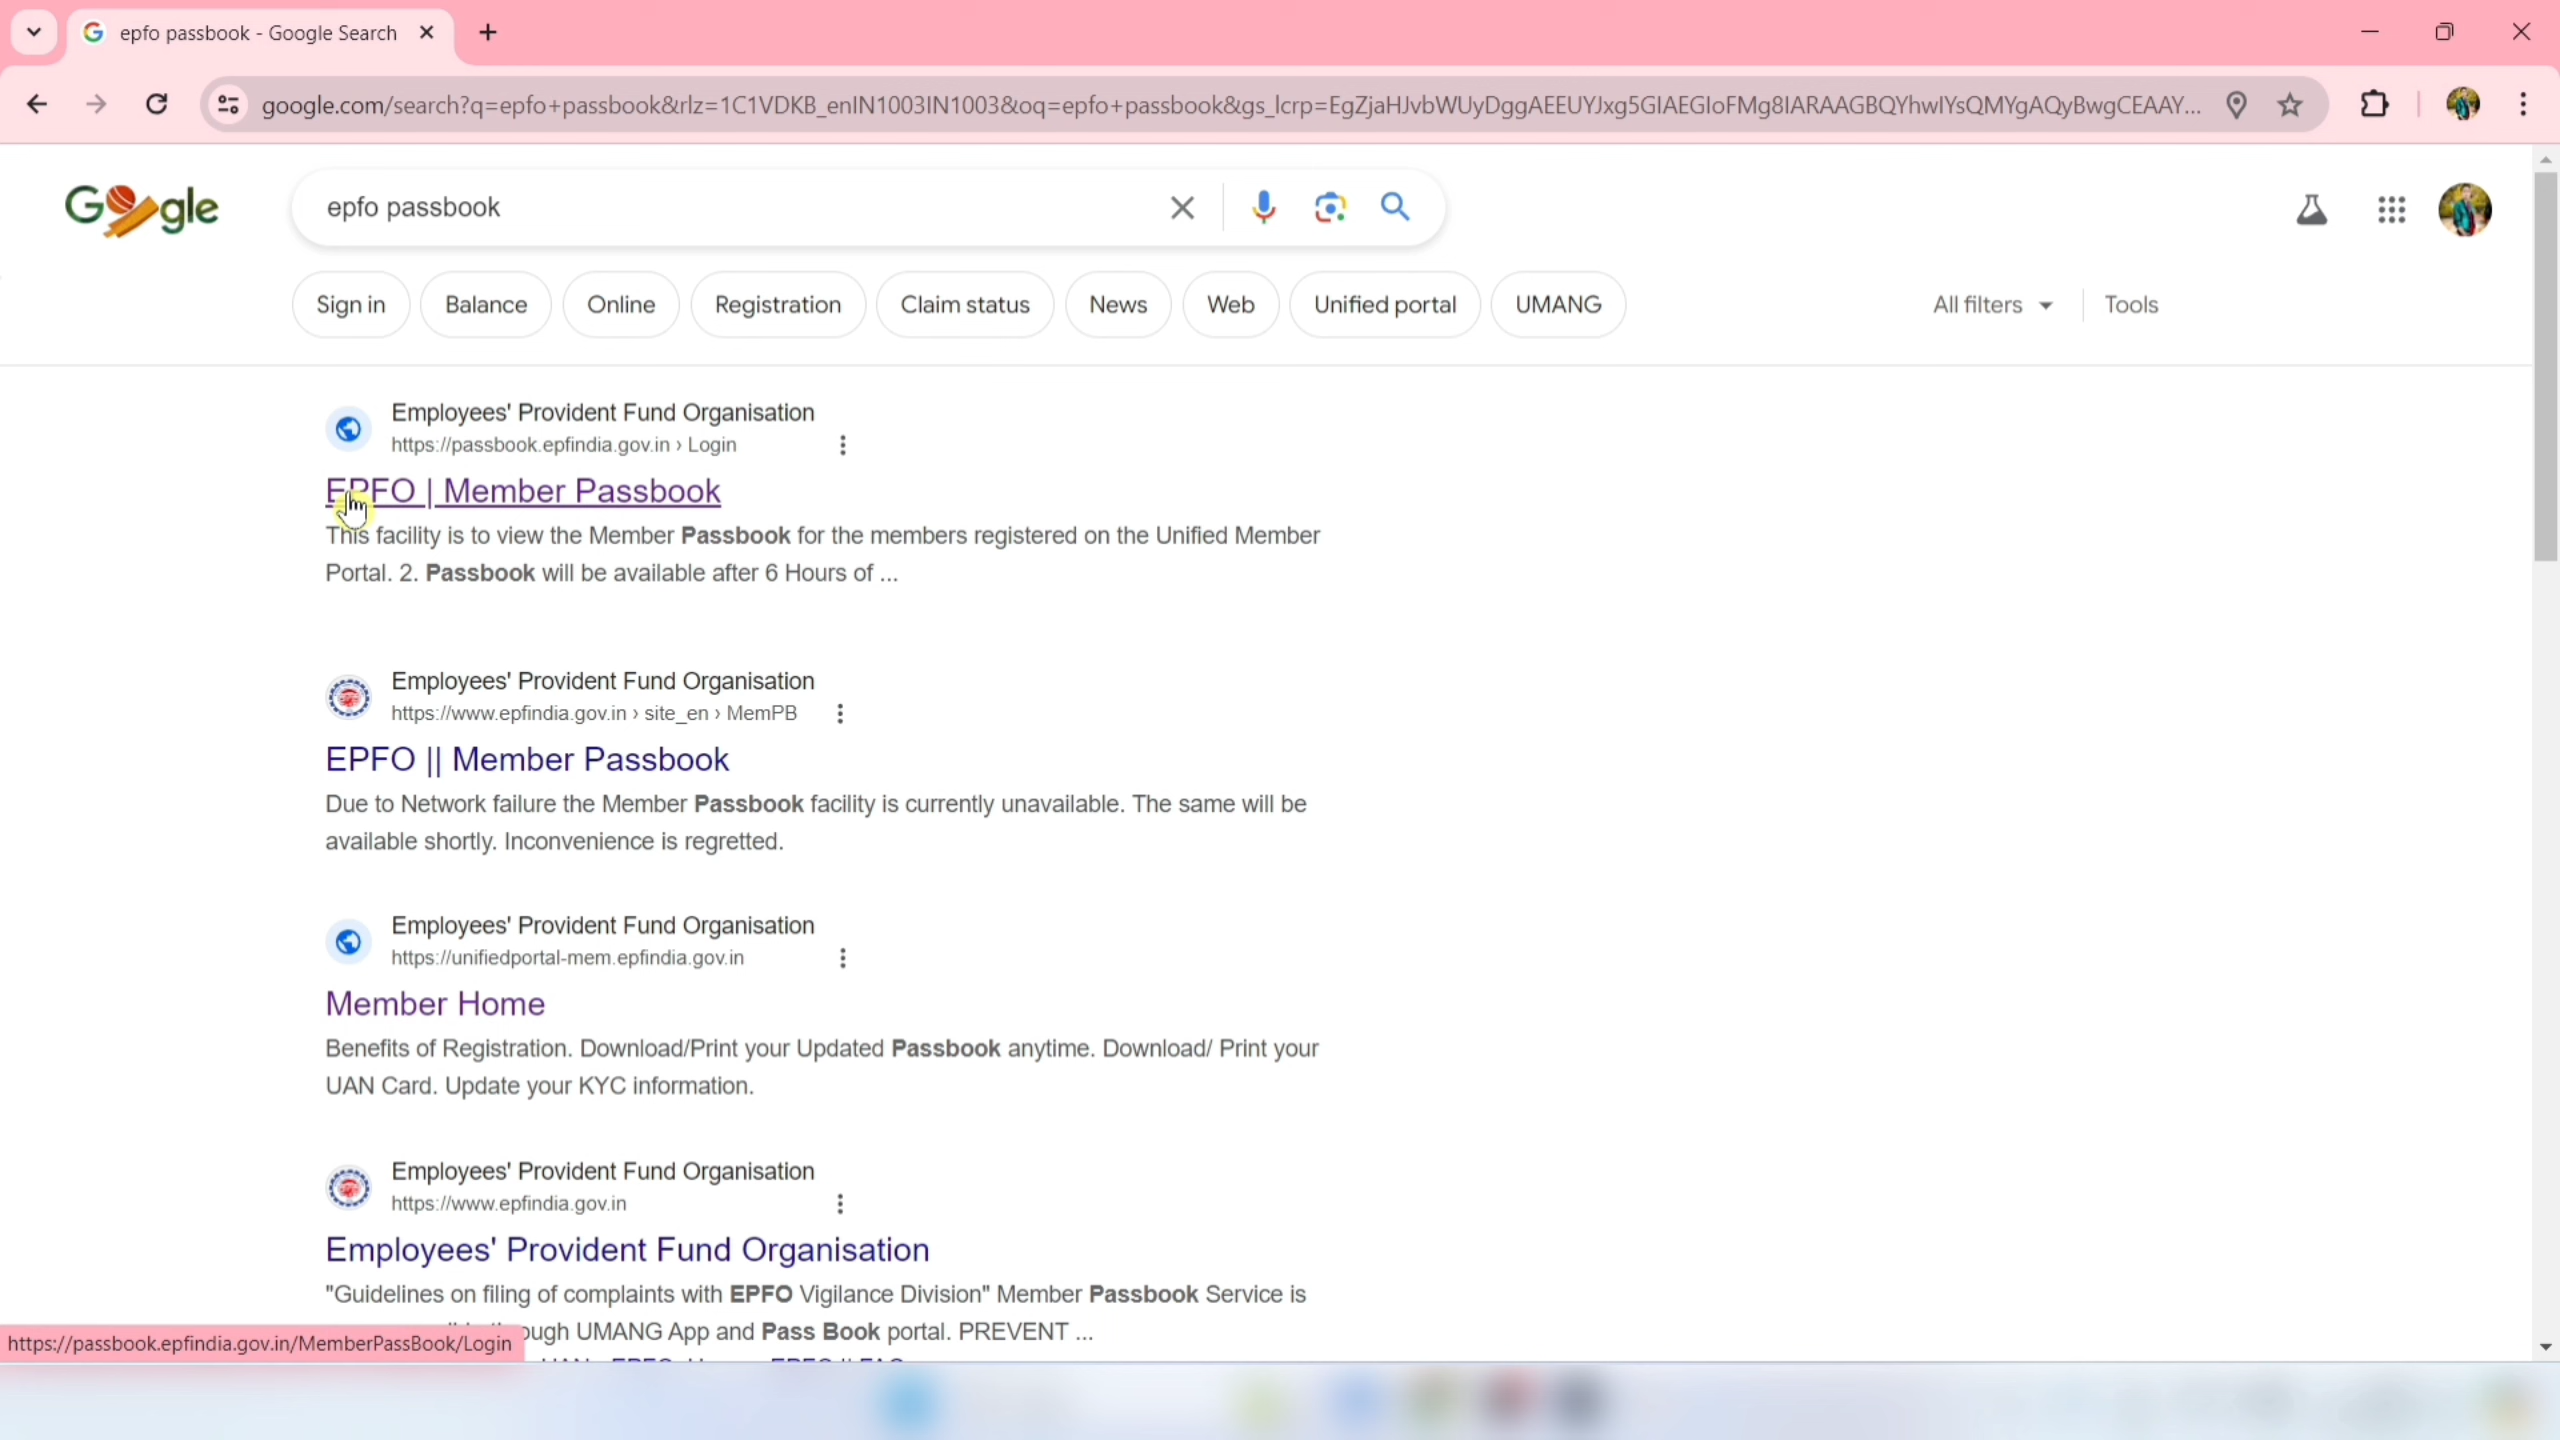 epfo passbook - Google Search
google.com/search?q=epfo+passbook&rlz=1C1VDKB_enIN1003IN1003&oq=epfo+passbook&gs_lcrp=EgZjaHJvbWUyDggAEEUYJxg5GIAEGIoFMg8IARAAGBQYhwIYsQMYgAQyBwgCEAAY...
Google
epfo passbook
Sign in Balance Online Registration Claim status News Web Unified portal UMANG All filters Tools
Employees' Provident Fund Organisation
https://passbook.epfindia.gov.in › Login
EPFO | Member Passbook
This facility is to view the Member Passbook for the members registered on the Unified Member
Portal. 2. Passbook will be available after 6 Hours of ...
Employees' Provident Fund Organisation
https://www.epfindia.gov.in › site_en › MemPB
EPFO || Member Passbook
Due to Network failure the Member Passbook facility is currently unavailable. The same will be
available shortly. Inconvenience is regretted.
Employees' Provident Fund Organisation
https://unifiedportal-mem.epfindia.gov.in
Member Home
Benefits of Registration. Download/Print your Updated Passbook anytime. Download/ Print your
UAN Card. Update your KYC information.
Employees' Provident Fund Organisation
https://www.epfindia.gov.in
Employees' Provident Fund Organisation
"Guidelines on filing of complaints with EPFO Vigilance Division" Member Passbook Service is
UMANG App and Pass Book portal. PREVENT ...
https://passbook.epfindia.gov.in/MemberPassBook/Login